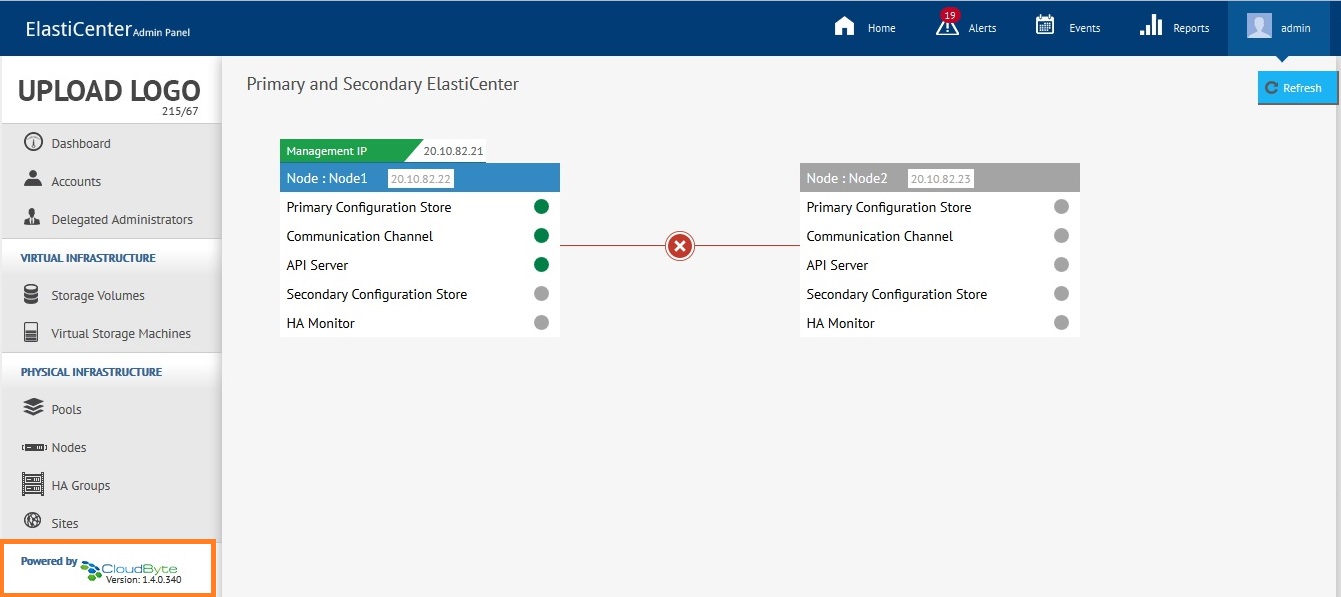 ElastiCenter Admin Panel
Home
19
Alerts
Events
Reports
admin
UPLOAD LOGO
215/67
Dashboard
Accounts
Delegated Administrators
VIRTUAL INFRASTRUCTURE
Storage Volumes
Virtual Storage Machines
PHYSICAL INFRASTRUCTURE
Pools
Nodes
HA Groups
Sites
Powered by CloudByte
Version: 1.4.0.340
Primary and Secondary ElastiCenter
Refresh
Management IP 20.10.82.21
Node : Node1 20.10.82.22
Primary Configuration Store
Communication Channel
API Server
Secondary Configuration Store
HA Monitor
Node : Node2 20.10.82.23
Primary Configuration Store
Communication Channel
API Server
Secondary Configuration Store
HA Monitor